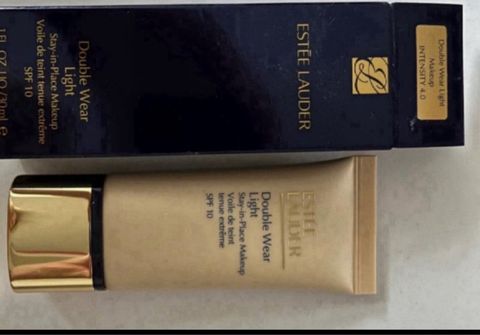 Double Wear
Light
Stay-in-Place Makeup
Voile de teint tenue extrême
SPF 10
1 FL.OZ.LIQ./30ml e
ESTĒE LAUDER
Double Wear Light
Makeup
INTENSITY 4.0
ESTĒE
LAUDER
Double Wear
Light
Stay-in-Place Makeup
Voile de teint
tenue extrême
SPF 10